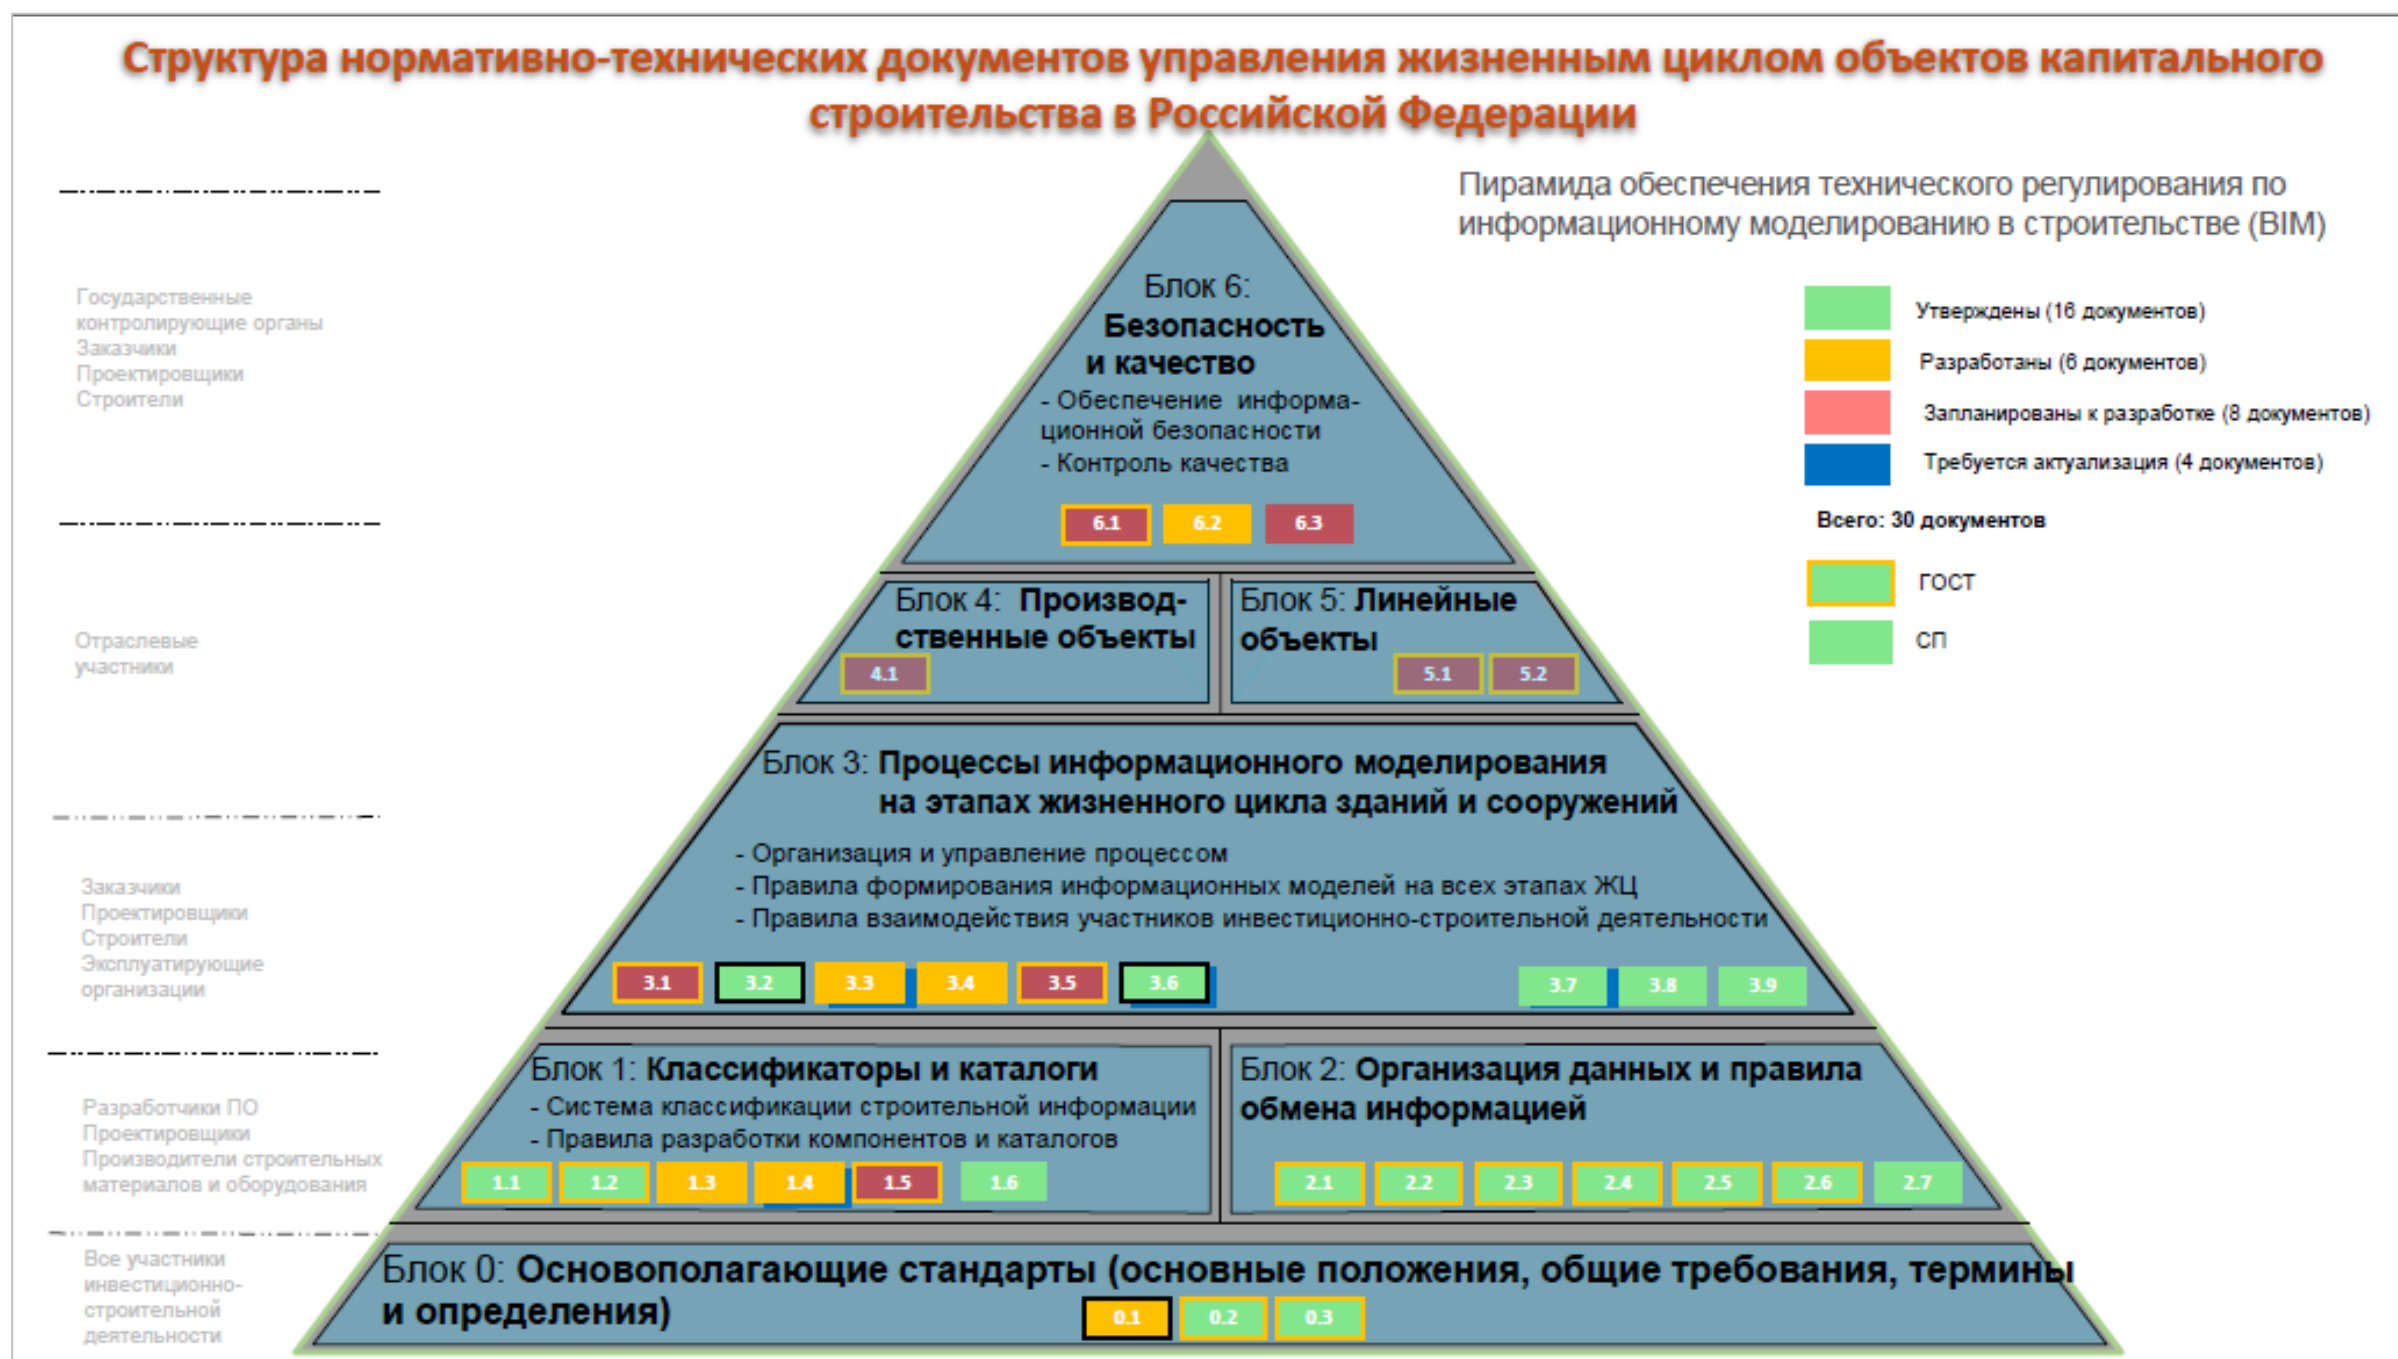 Структура нормативно-технических документов управления жизненным циклом объектов капитального
строительства в Российской Федерации
Пирамида обеспечения технического регулирования по
информационному моделированию в строительстве (BIM)
Утверждены (16 документов)
Разработаны (6 документов)
Запланированы к разработке (8 документов)
Требуется актуализация (4 документов)
Всего: 30 документов
ГОСТ
СП
Государственные
контролирующие органы
Заказчики
Проектировщики
Строители
Блок 6:
Безопасность
и качество
- Обеспечение информа-
ционной безопасности
- Контроль качества
6.1 6.2 6.3
Отраслевые
участники
Блок 4: Производ-
ственные объекты
4.1
Блок 5: Линейные
объекты
5.1 5.2
Заказчики
Проектировщики
Строители
Эксплуатирующие
организации
Блок 3: Процессы информационного моделирования
на этапах жизненного цикла зданий и сооружений
- Организация и управление процессом
- Правила формирования информационных моделей на всех этапах ЖЦ
- Правила взаимодействия участников инвестиционно-строительной деятельности
3.1 3.2 3.3 3.4 3.5 3.6 3.7 3.8 3.9
Разработчики ПО
Проектировщики
Производители строительных
материалов и оборудования
Блок 1: Классификаторы и каталоги
- Система классификации строительной информации
- Правила разработки компонентов и каталогов
1.1 1.2 1.3 1.4 1.5 1.6
Блок 2: Организация данных и правила
обмена информацией
2.1 2.2 2.3 2.4 2.5 2.6 2.7
Все участники
инвестиционно-
строительной
деятельности
Блок 0: Основополагающие стандарты (основные положения, общие требования, термины
и определения)
0.1 0.2 0.3